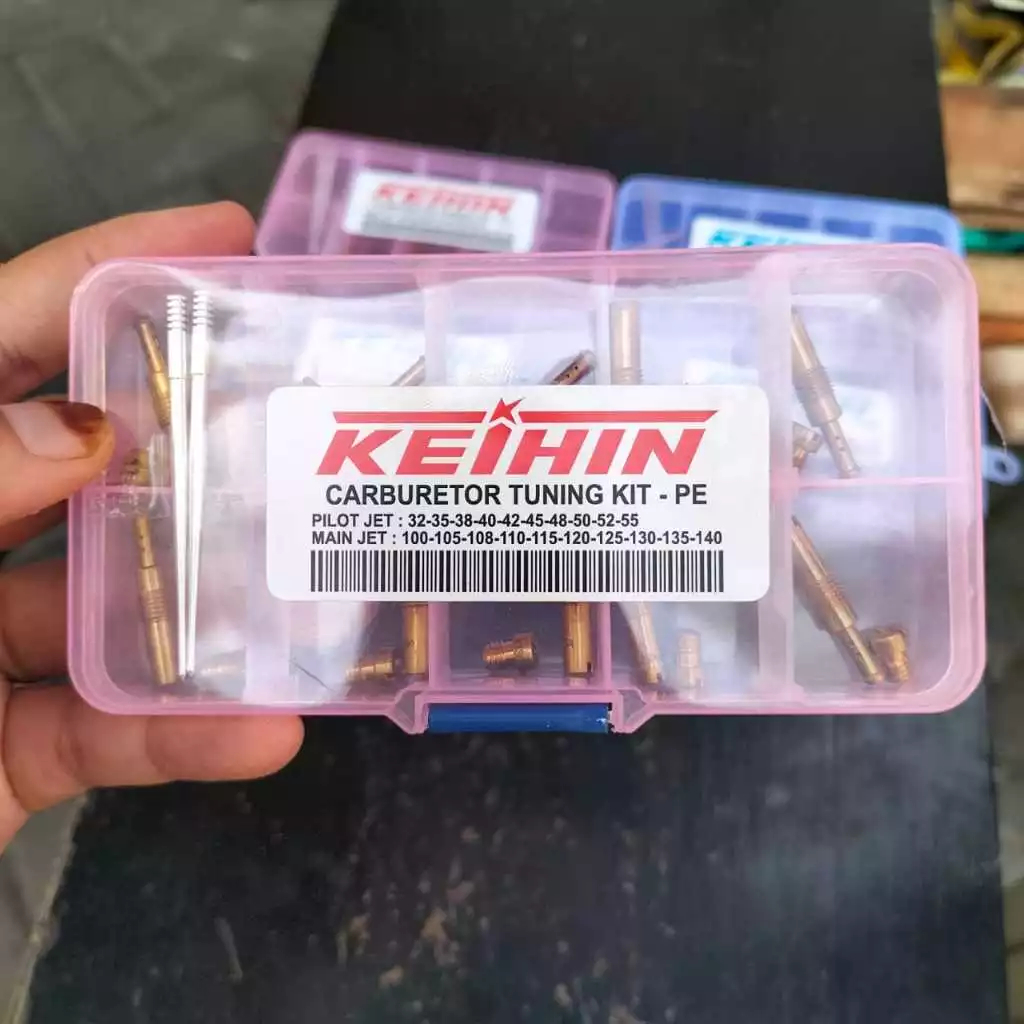 KEIHIN
KEIHIN
KEIHIN
CARBURETOR TUNING KIT - PE
PILOT JET : 32-35-38-40-42-45-48-50-52-55
MAIN JET : 100-105-108-110-115-120-125-130-135-140